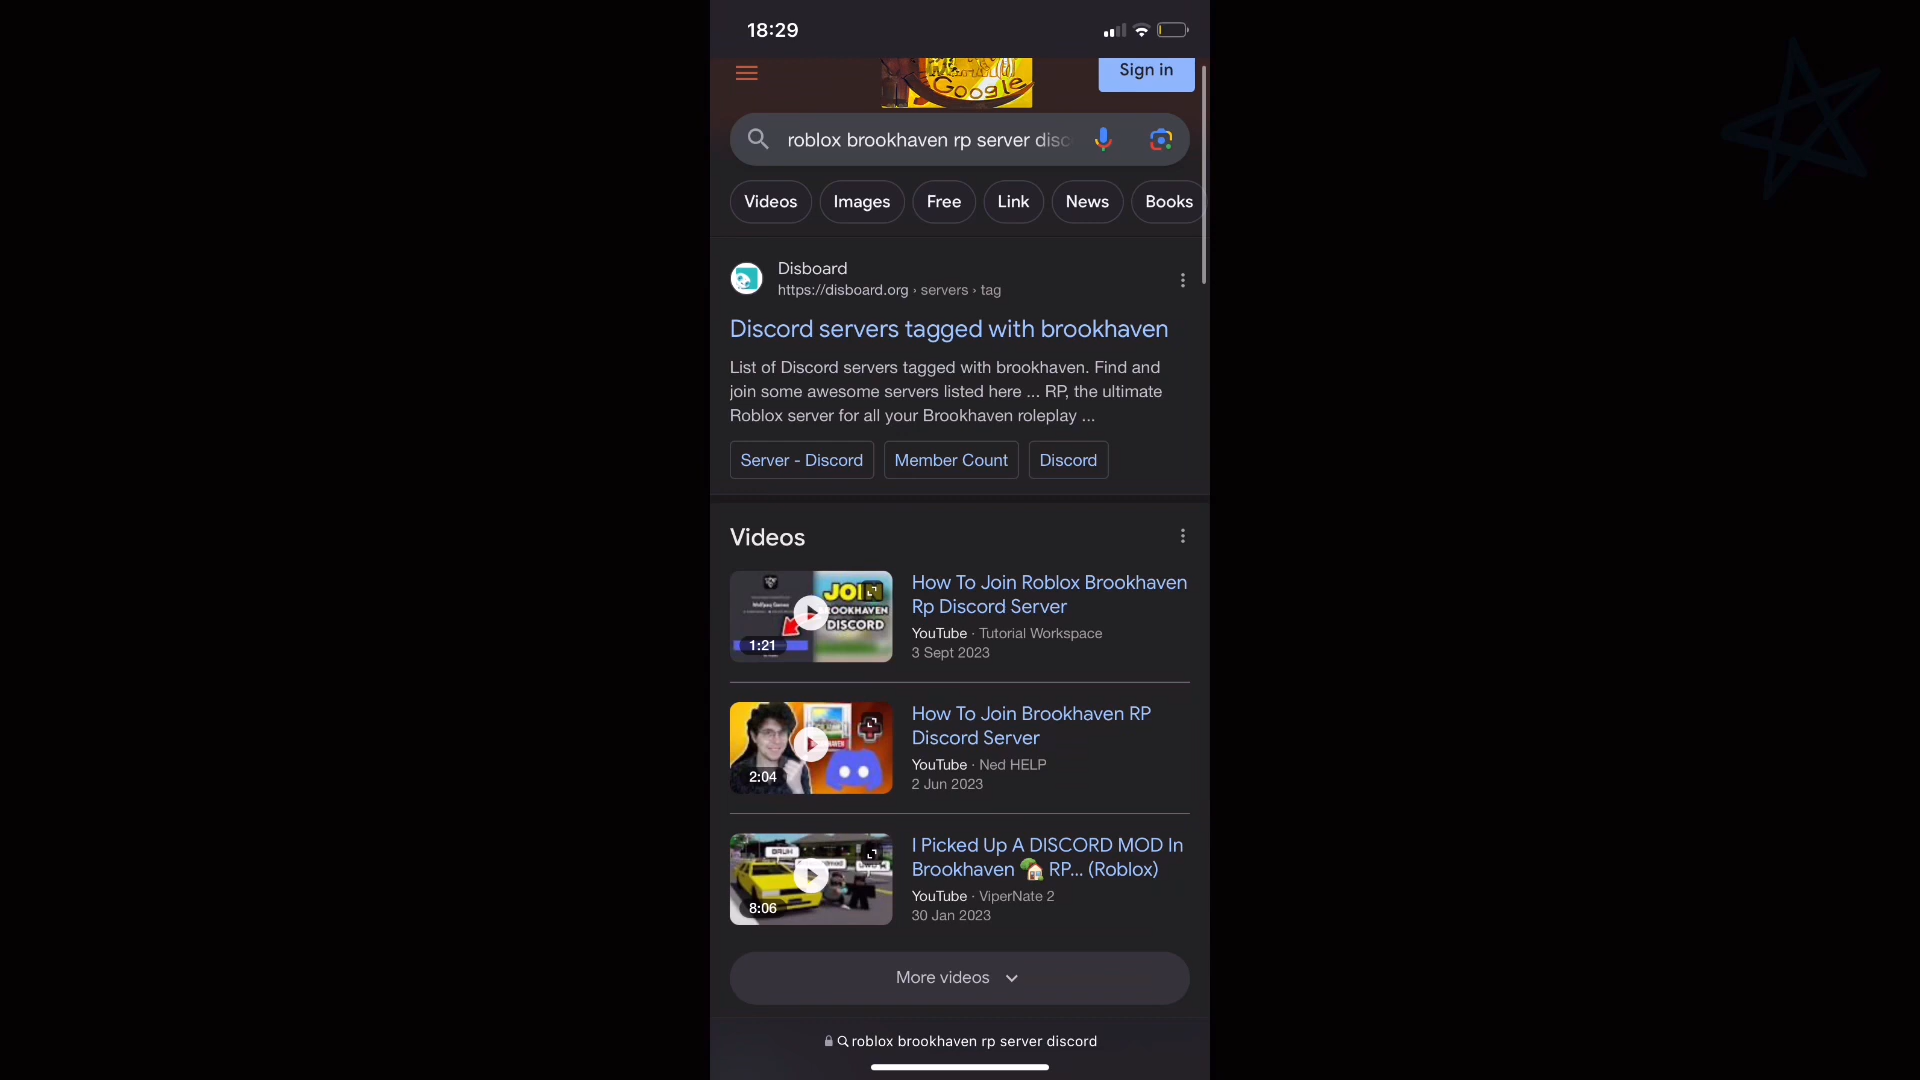 18:29
Google
Sign in
roblox brookhaven rp server disc
Videos
Images
Free
Link
News
Books
Disboard
https://disboard.org › servers › tag
Discord servers tagged with brookhaven
List of Discord servers tagged with brookhaven. Find and
join some awesome servers listed here ... RP, the ultimate
Roblox server for all your Brookhaven roleplay ...
Server - Discord
Member Count
Discord
Videos
JOIN
BROOKHAVEN
DISCORD
1:21
How To Join Roblox Brookhaven
Rp Discord Server
YouTube · Tutorial Workspace
3 Sept 2023
2:04
How To Join Brookhaven RP
Discord Server
YouTube · Ned HELP
2 Jun 2023
BRUH
8:06
I Picked Up A DISCORD MOD In
Brookhaven 🏡 RP... (Roblox)
YouTube · ViperNate 2
30 Jan 2023
More videos
roblox brookhaven rp server discord